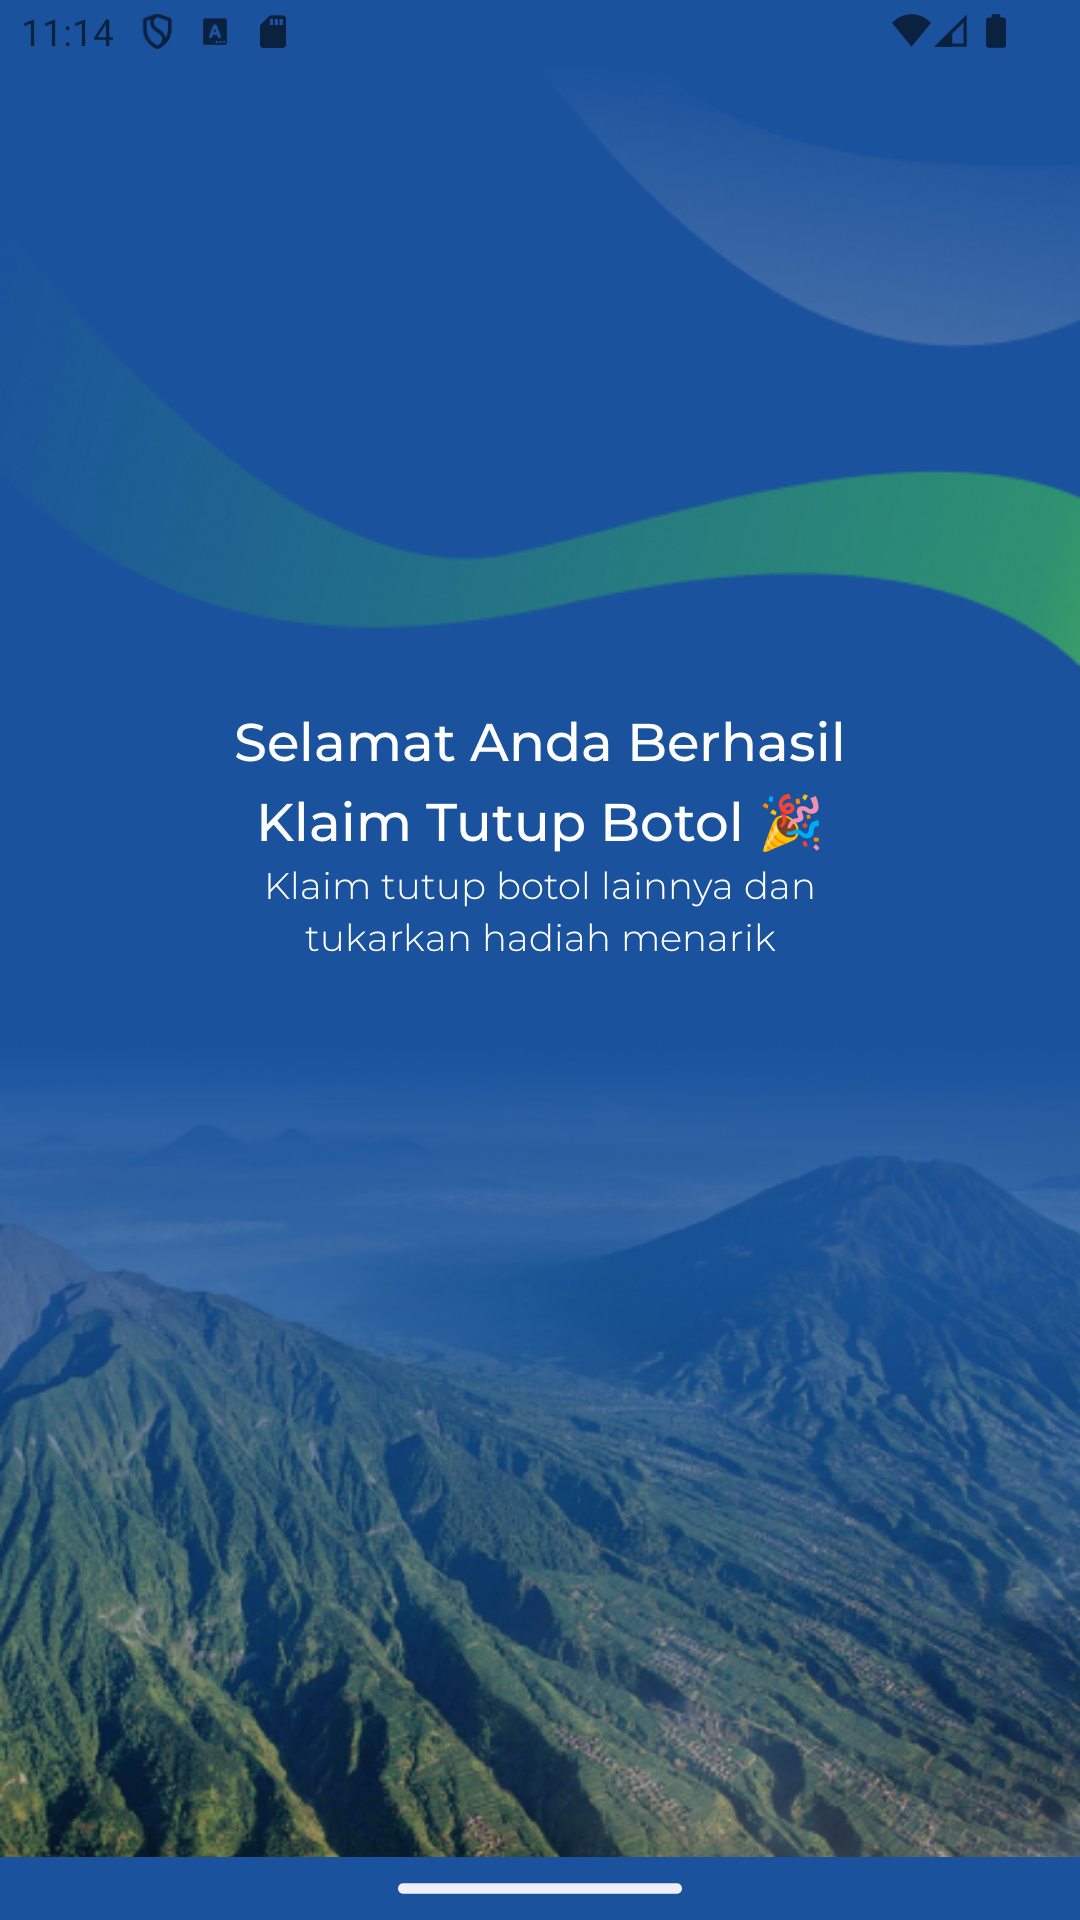 11:14
Selamat Anda Berhasil
Klaim Tutup Botol 🎉
Klaim tutup botol lainnya dan
tukarkan hadiah menarik